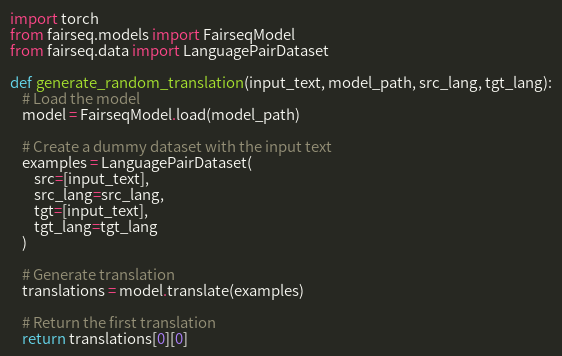 import torch
from fairseq.models import FairseqModel
from fairseq.data import LanguagePairDataset

def generate_random_translation(input_text, model_path, src_lang, tgt_lang):
    # Load the model
    model = FairseqModel.load(model_path)

    # Create a dummy dataset with the input text
    examples = LanguagePairDataset(
        src=[input_text],
        src_lang=src_lang,
        tgt=[input_text],
        tgt_lang=tgt_lang
    )

    # Generate translation
    translations = model.translate(examples)

    # Return the first translation
    return translations[0][0]